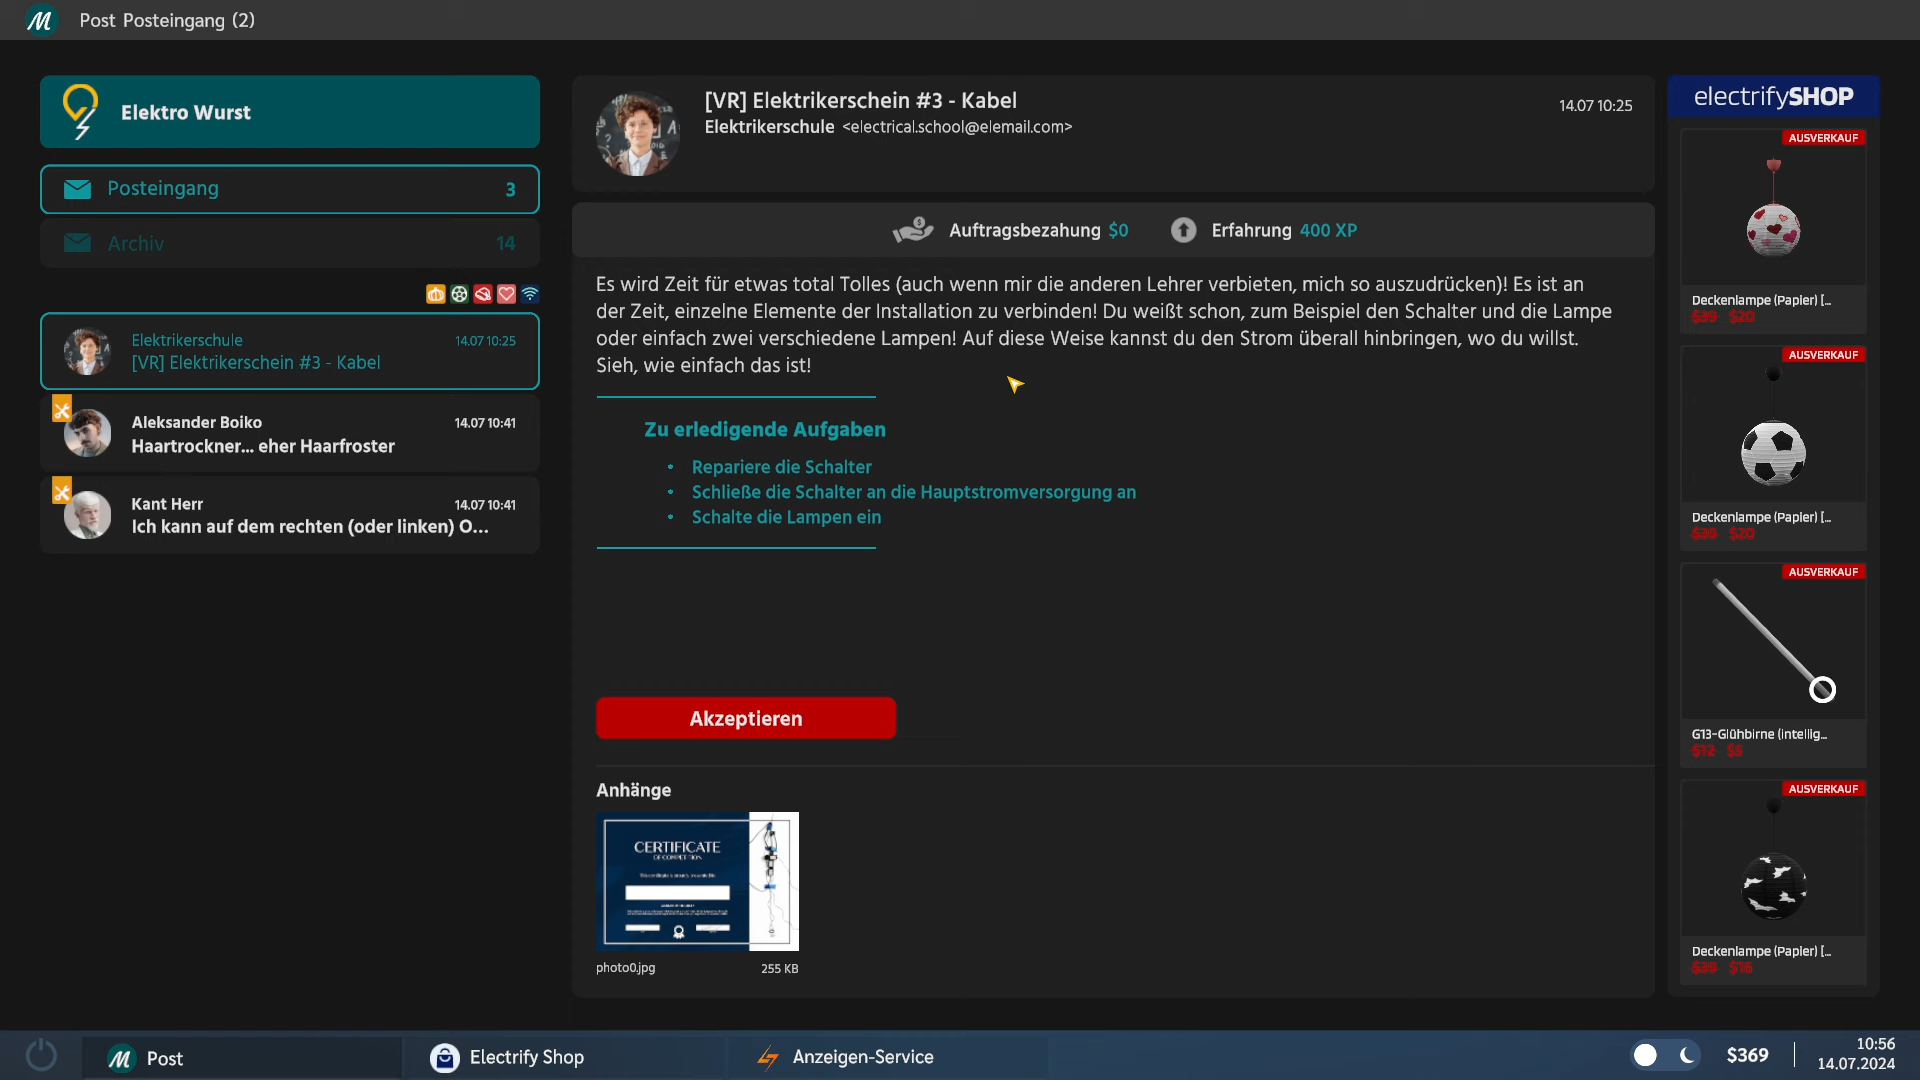 Post Posteingang (2)
Elektro Wurst
Posteingang 3
Archiv 14
Elektrikerschule 14.07 10:25
[VR] Elektrikerschein #3 - Kabel
Aleksander Boiko 14.07 10:41
Haartrockner... eher Haarfroster
Kant Herr 14.07 10:41
Ich kann auf dem rechten (oder linken) O...
[VR] Elektrikerschein #3 - Kabel 14.07 10:25
Elektrikerschule <electrical.school@elemail.com>
Auftragsbezahung $0 Erfahrung 400 XP
Es wird Zeit für etwas total Tolles (auch wenn mir die anderen Lehrer verbieten, mich so auszudrücken)! Es ist an
der Zeit, einzelne Elemente der Installation zu verbinden! Du weißt schon, zum Beispiel den Schalter und die Lampe
oder einfach zwei verschiedene Lampen! Auf diese Weise kannst du den Strom überall hinbringen, wo du willst.
Sieh, wie einfach das ist!
Zu erledigende Aufgaben
• Repariere die Schalter
• Schließe die Schalter an die Hauptstromversorgung an
• Schalte die Lampen ein
Akzeptieren
Anhänge
CERTIFICATE
photo0.jpg 255 KB
electrifySHOP
AUSVERKAUF
Deckenlampe (Papier) [...
$39 $20
AUSVERKAUF
Deckenlampe (Papier) [...
$39 $20
AUSVERKAUF
G13-Glühbirne (intellig...
$12 $5
AUSVERKAUF
Deckenlampe (Papier) [...
$39 $16
Post
Electrify Shop
Anzeigen-Service
$369
10:56
14.07.2024